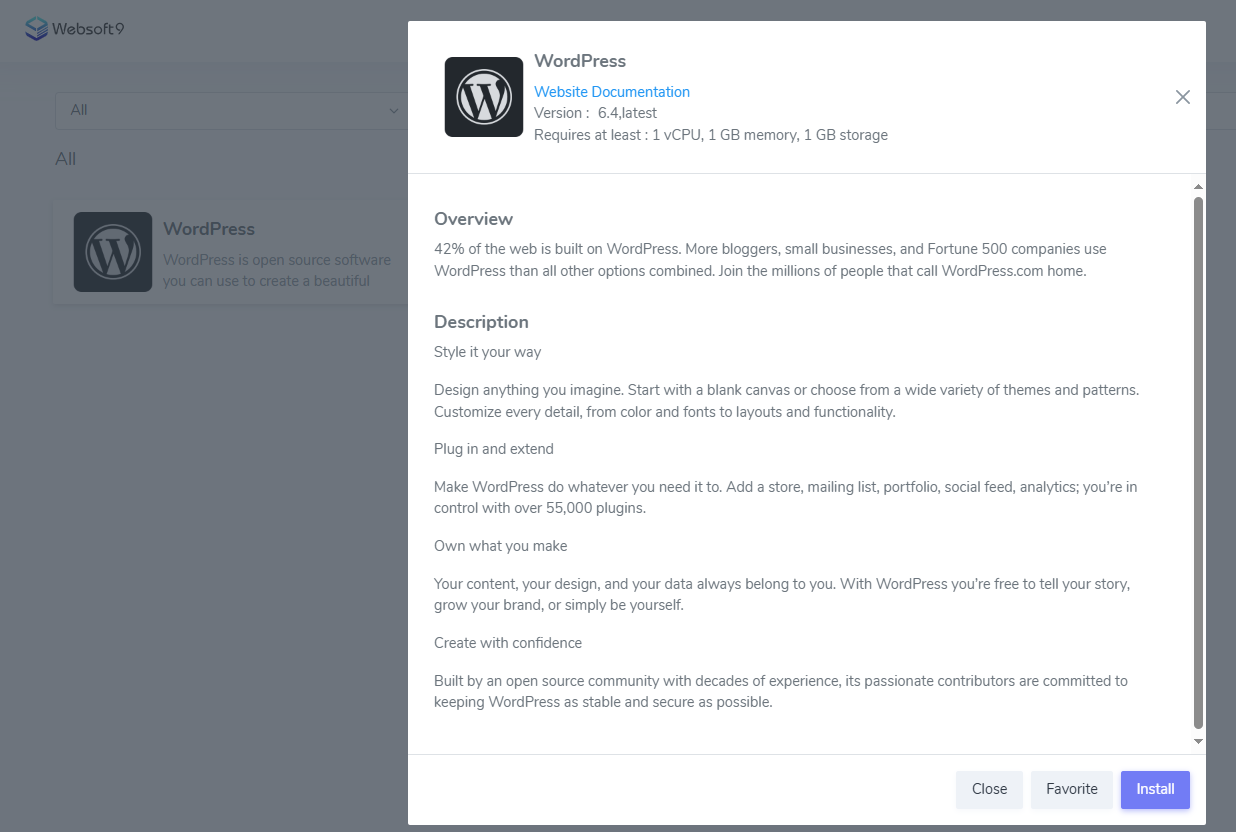 Websoft9
All
All
WordPress
WordPress is open source software
you can use to create a beautiful
WordPress
Website Documentation
Version : 6.4,latest
Requires at least : 1 vCPU, 1 GB memory, 1 GB storage
Overview
42% of the web is built on WordPress. More bloggers, small businesses, and Fortune 500 companies use
WordPress than all other options combined. Join the millions of people that call WordPress.com home.
Description
Style it your way
Design anything you imagine. Start with a blank canvas or choose from a wide variety of themes and patterns.
Customize every detail, from color and fonts to layouts and functionality.
Plug in and extend
Make WordPress do whatever you need it to. Add a store, mailing list, portfolio, social feed, analytics; you're in
control with over 55,000 plugins.
Own what you make
Your content, your design, and your data always belong to you. With WordPress you're free to tell your story,
grow your brand, or simply be yourself.
Create with confidence
Built by an open source community with decades of experience, its passionate contributors are committed to
keeping WordPress as stable and secure as possible.
Close Favorite Install